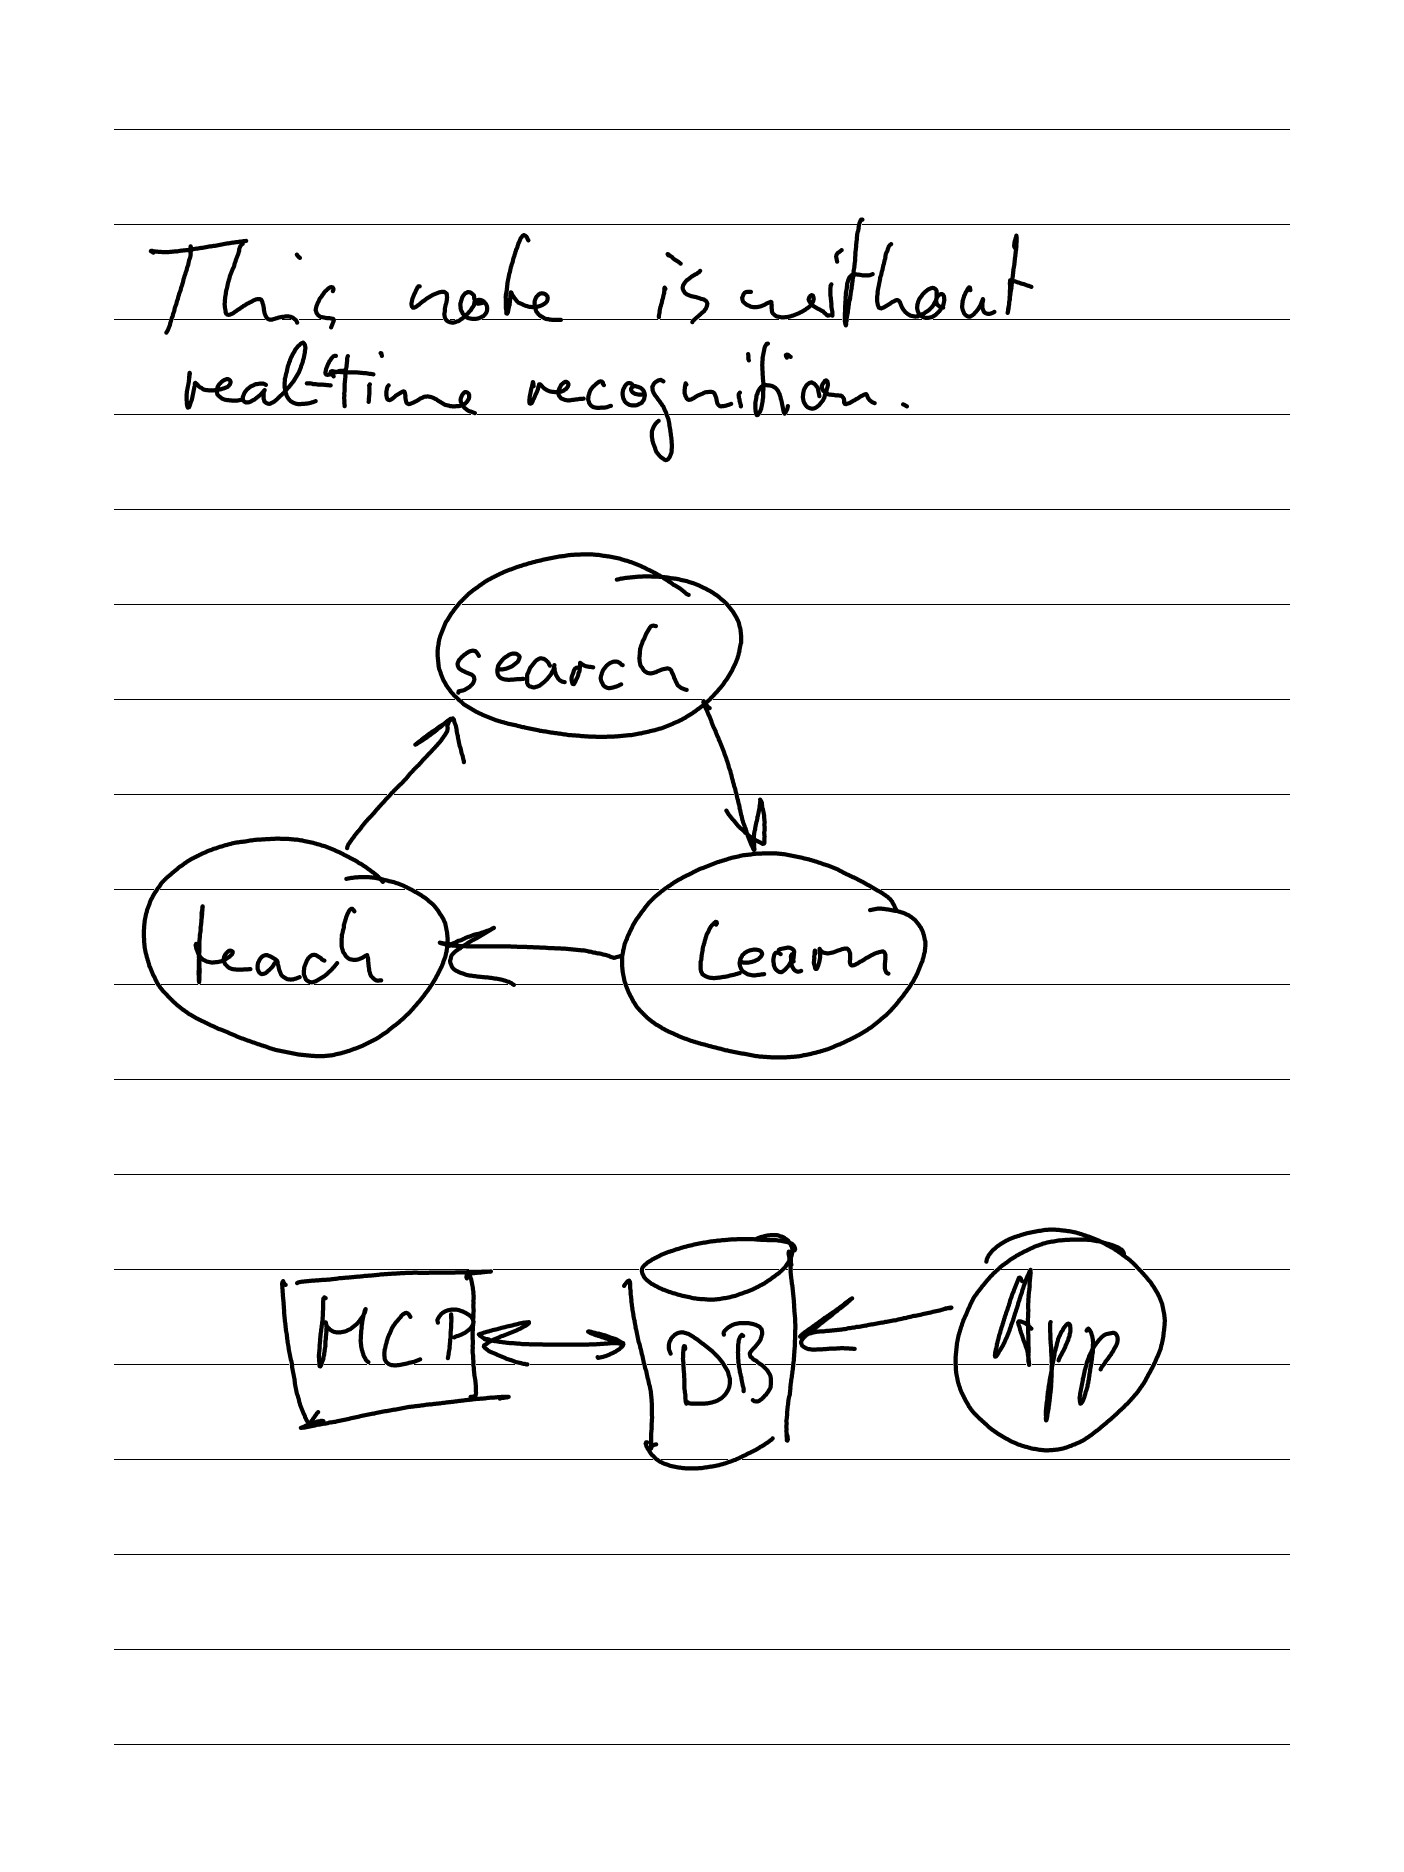 This note is without
real-time recognition.
search
teach
learn
MCP
DB
App